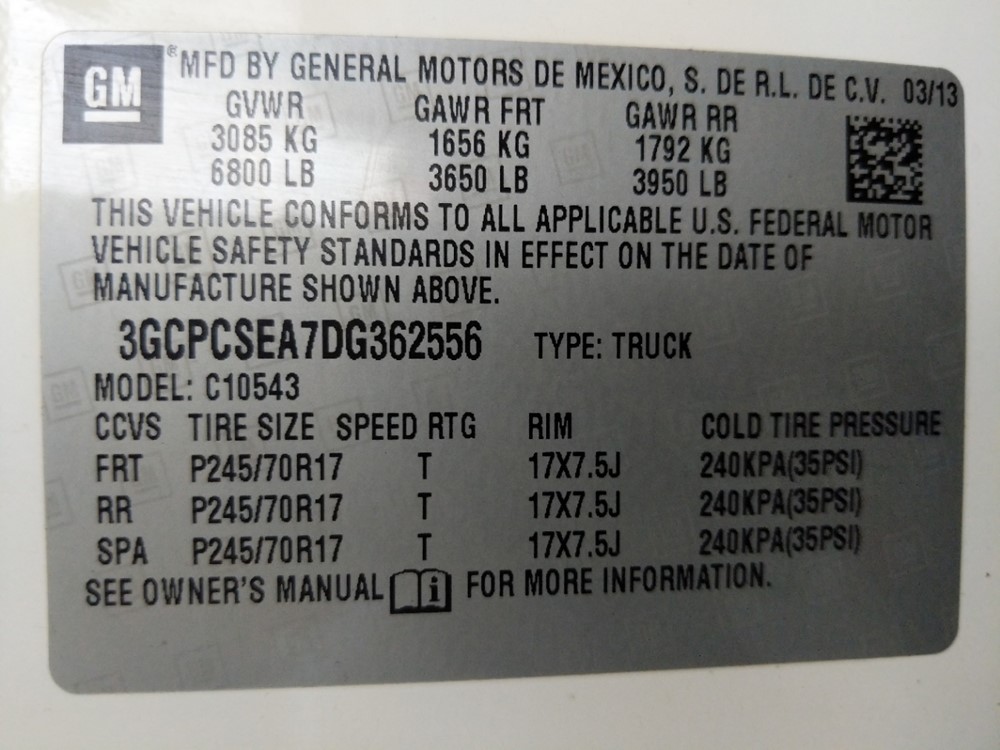 GM ® MFD BY GENERAL MOTORS DE MEXICO, S. DE R.L. DE C.V. 03/13
GVWR GAWR FRT GAWR RR
3085 KG 1656 KG 1792 KG
6800 LB 3650 LB 3950 LB
THIS VEHICLE CONFORMS TO ALL APPLICABLE U.S. FEDERAL MOTOR
VEHICLE SAFETY STANDARDS IN EFFECT ON THE DATE OF
MANUFACTURE SHOWN ABOVE.
3GCPCSEA7DG362556 TYPE: TRUCK
MODEL: C10543
CCVS TIRE SIZE SPEED RTG RIM COLD TIRE PRESSURE
FRT P245/70R17 T 17X7.5J 240KPA(35PSI)
RR P245/70R17 T 17X7.5J 240KPA(35PSI)
SPA P245/70R17 T 17X7.5J 240KPA(35PSI)
SEE OWNER'S MANUAL i FOR MORE INFORMATION.